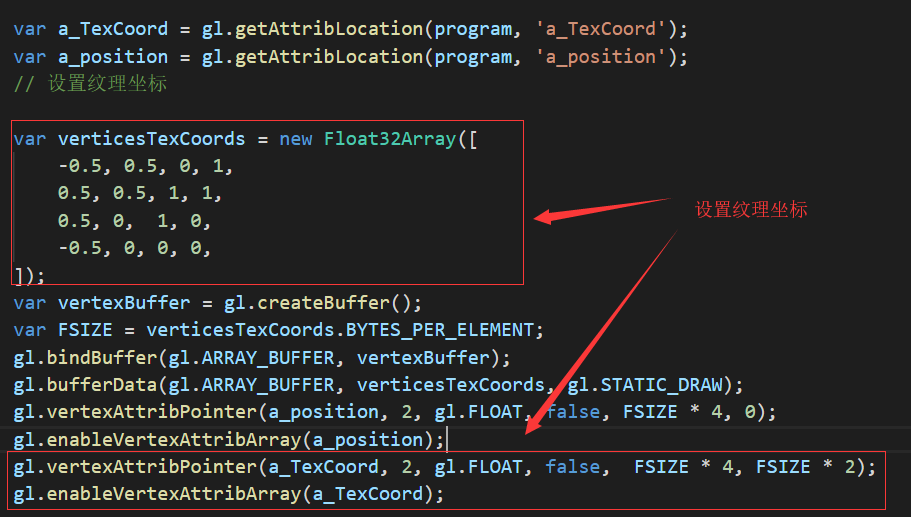 var a_TexCoord = gl.getAttribLocation(program, 'a_TexCoord');
var a_position = gl.getAttribLocation(program, 'a_position');
// 设置纹理坐标
var verticesTexCoords = new Float32Array([
    -0.5, 0.5, 0, 1,
    0.5, 0.5, 1, 1,
    0.5, 0,  1, 0,
    -0.5, 0, 0, 0,
]);
设置纹理坐标
var vertexBuffer = gl.createBuffer();
var FSIZE = verticesTexCoords.BYTES_PER_ELEMENT;
gl.bindBuffer(gl.ARRAY_BUFFER, vertexBuffer);
gl.bufferData(gl.ARRAY_BUFFER, verticesTexCoords, gl.STATIC_DRAW);
gl.vertexAttribPointer(a_position, 2, gl.FLOAT, false, FSIZE * 4, 0);
gl.enableVertexAttribArray(a_position);
gl.vertexAttribPointer(a_TexCoord, 2, gl.FLOAT, false,  FSIZE * 4, FSIZE * 2);
gl.enableVertexAttribArray(a_TexCoord);